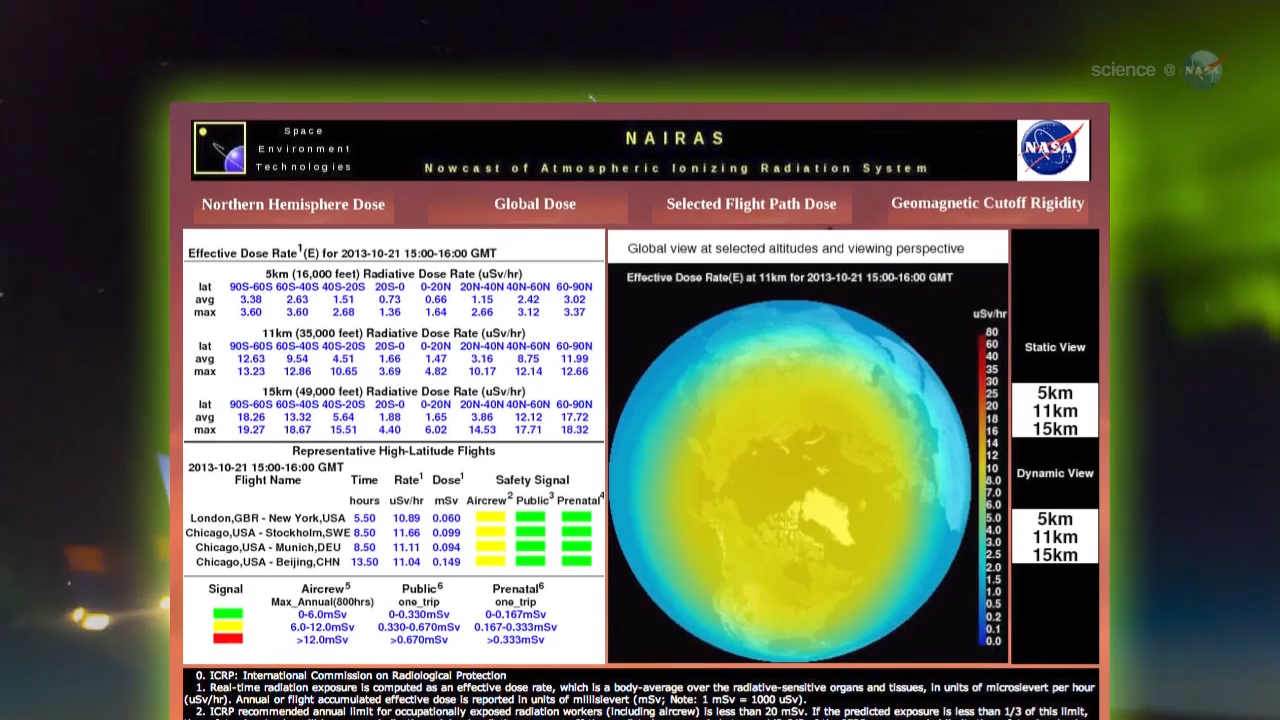 science @ NASA
Space
Environment
Technologies
NAIRAS
Nowcast of Atmospheric Ionizing Radiation System
NASA
Northern Hemisphere Dose Global Dose Selected Flight Path Dose Geomagnetic Cutoff Rigidity
Effective Dose Rate1(E) for 2013-10-21 15:00-16:00 GMT
5km (16,000 feet) Radiative Dose Rate (uSv/hr)
lat 90S-60S 60S-40S 40S-20S 20S-0 0-20N 20N-40N 40N-60N 60-90N
avg 3.38 2.63 1.51 0.73 0.66 1.15 2.42 3.02
max 3.60 3.60 2.68 1.36 1.64 2.66 3.12 3.37
11km (35,000 feet) Radiative Dose Rate (uSv/hr)
lat 90S-60S 60S-40S 40S-20S 20S-0 0-20N 20N-40N 40N-60N 60-90N
avg 12.63 9.54 4.51 1.66 1.47 3.16 8.75 11.99
max 13.23 12.86 10.65 3.69 4.82 10.17 12.14 12.66
15km (49,000 feet) Radiative Dose Rate (uSv/hr)
lat 90S-60S 60S-40S 40S-20S 20S-0 0-20N 20N-40N 40N-60N 60-90N
avg 18.26 13.32 5.64 1.88 1.65 3.86 12.12 17.72
max 19.27 18.67 15.51 4.40 6.02 14.53 17.71 18.32
Representative High-Latitude Flights
2013-10-21 15:00-16:00 GMT
Flight Name Time Rate1 Dose1 Safety Signal
hours uSv/hr mSv Aircrew2 Public3 Prenatal4
London,GBR - New York,USA 5.50 10.89 0.060
Chicago,USA - Stockholm,SWE 8.50 11.66 0.099
Chicago,USA - Munich,DEU 8.50 11.11 0.094
Chicago,USA - Beijing,CHN 13.50 11.04 0.149
Signal Aircrew5 Public6 Prenatal6
Max_Annual(800hrs) one_trip one_trip
0-6.0mSv 0-0.330mSv 0-0.167mSv
6.0-12.0mSv 0.330-0.670mSv 0.167-0.333mSv
>12.0mSv >0.670mSv >0.333mSv
Global view at selected altitudes and viewing perspective
Effective Dose Rate(E) at 11km for 2013-10-21 15:00-16:00 GMT
uSv/hr
80
60
40
35
30
25
20
18
16
14
12
10
8.0
7.0
6.0
5.0
4.0
3.0
2.5
2.0
1.5
1.0
0.5
0.2
0.1
0.0
Static View
5km
11km
15km
Dynamic View
5km
11km
15km
0. ICRP: International Commission on Radiological Protection
1. Real-time radiation exposure is computed as an effective dose rate, which is a body-average over the radiative-sensitive organs and tissues, in units of microsievert per hour
(uSv/hr). Annual or flight accumulated effective dose is reported in units of millisievert (mSv; Note: 1 mSv = 1000 uSv).
2. ICRP recommended annual limit for occupationally exposed radiation workers (including aircrew) is less than 20 mSv. If the predicted exposure is less than 1/3 of this limit,